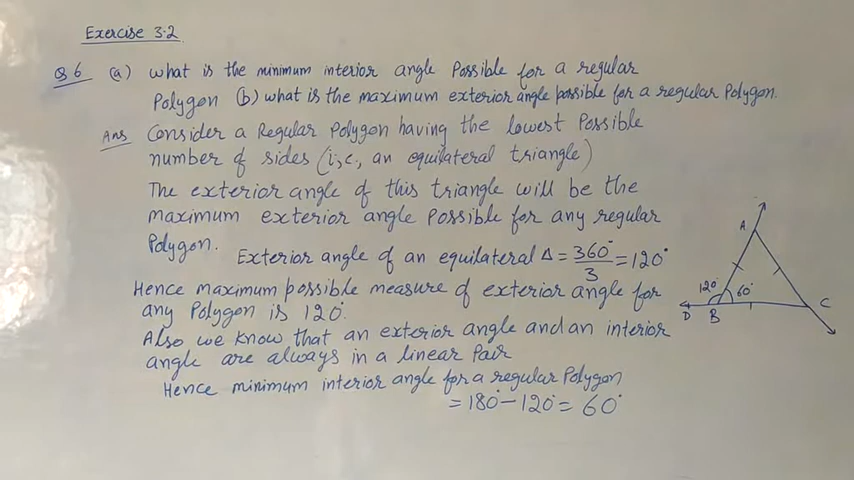 Exercise 3.2
Q 6 (a) What is the minimum interior angle Possible for a regular
Polygon (b) what is the maximum exterior angle possible for a regular Polygon.
Ans Consider a Regular Polygon having the lowest Possible
number of sides (i,e., an equilateral triangle)
The exterior angle of this triangle will be the
maximum exterior angle Possible for any regular
Polygon.
Exterior angle of an equilateral Δ = 360°/3 = 120°
Hence maximum possible measure of exterior angle for
any Polygon is 120°.
Also we know that an exterior angle and an interior
angle are always in a linear Pair
Hence minimum interior angle for a regular Polygon
= 180° - 120° = 60°
A
120° 60°
D B C